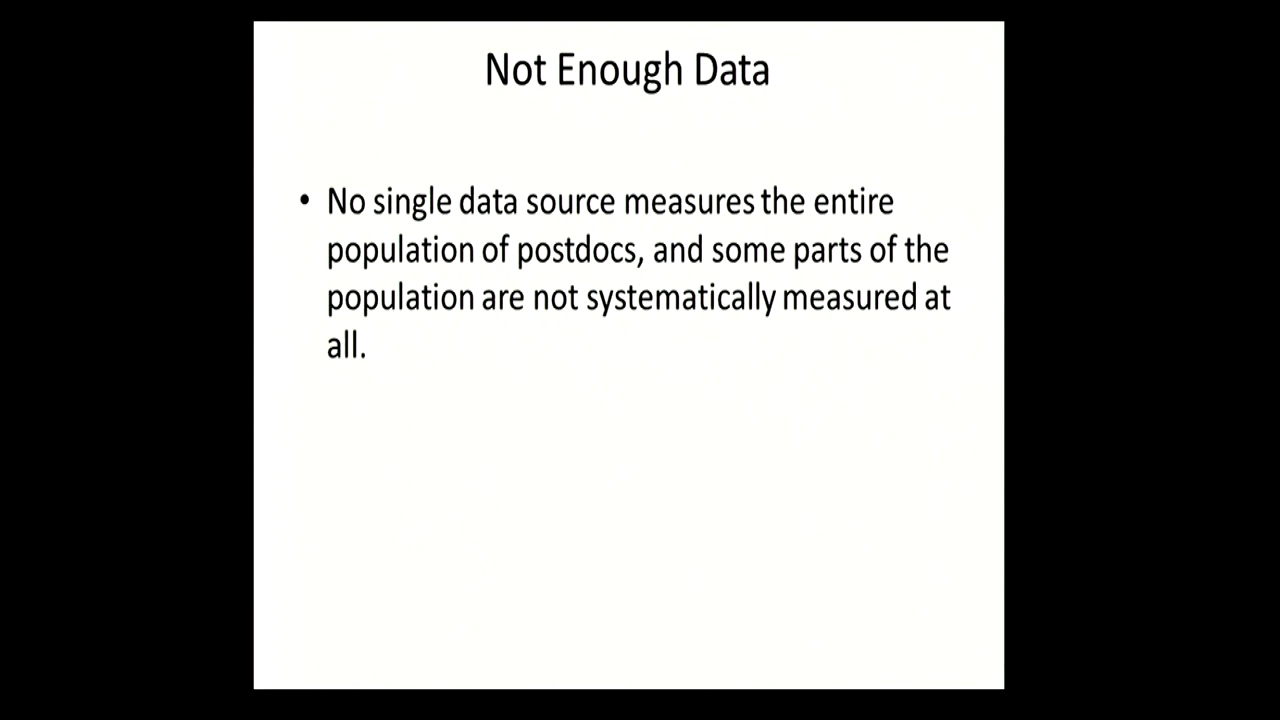 Not Enough Data
• No single data source measures the entire
population of postdocs, and some parts of the
population are not systematically measured at
all.